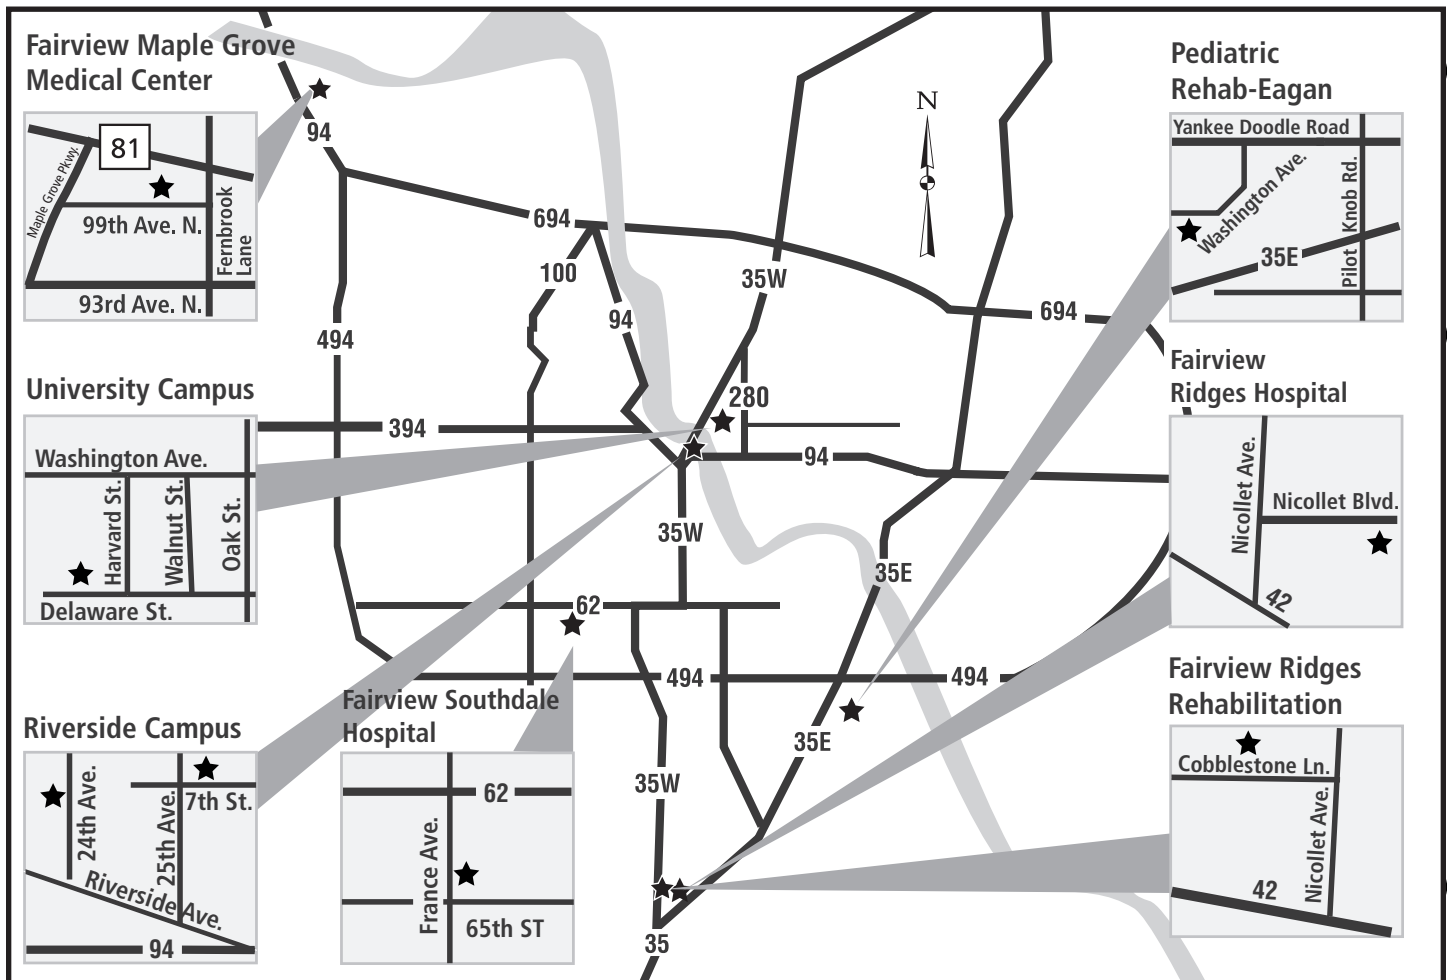 Fairview Maple Grove
Medical Center
81
Maple Grove Pkwy.
99th Ave. N.
Fernbrook
Lane
93rd Ave. N.
University Campus
Washington Ave.
Harvard St.
Walnut St.
Oak St.
Delaware St.
Riverside Campus
24th Ave.
25th Ave.
7th St.
Riverside Ave.
94
Fairview Southdale
Hospital
62
France Ave.
65th ST
N
94
694
100
94
35W
494
694
280
394
94
35W
35E
62
494
494
35E
35W
35
Pediatric
Rehab-Eagan
Yankee Doodle Road
Washington Ave.
Pilot Knob Rd.
35E
Fairview
Ridges Hospital
Nicollet Ave.
Nicollet Blvd.
42
Fairview Ridges
Rehabilitation
Cobblestone Ln.
Nicollet Ave.
42